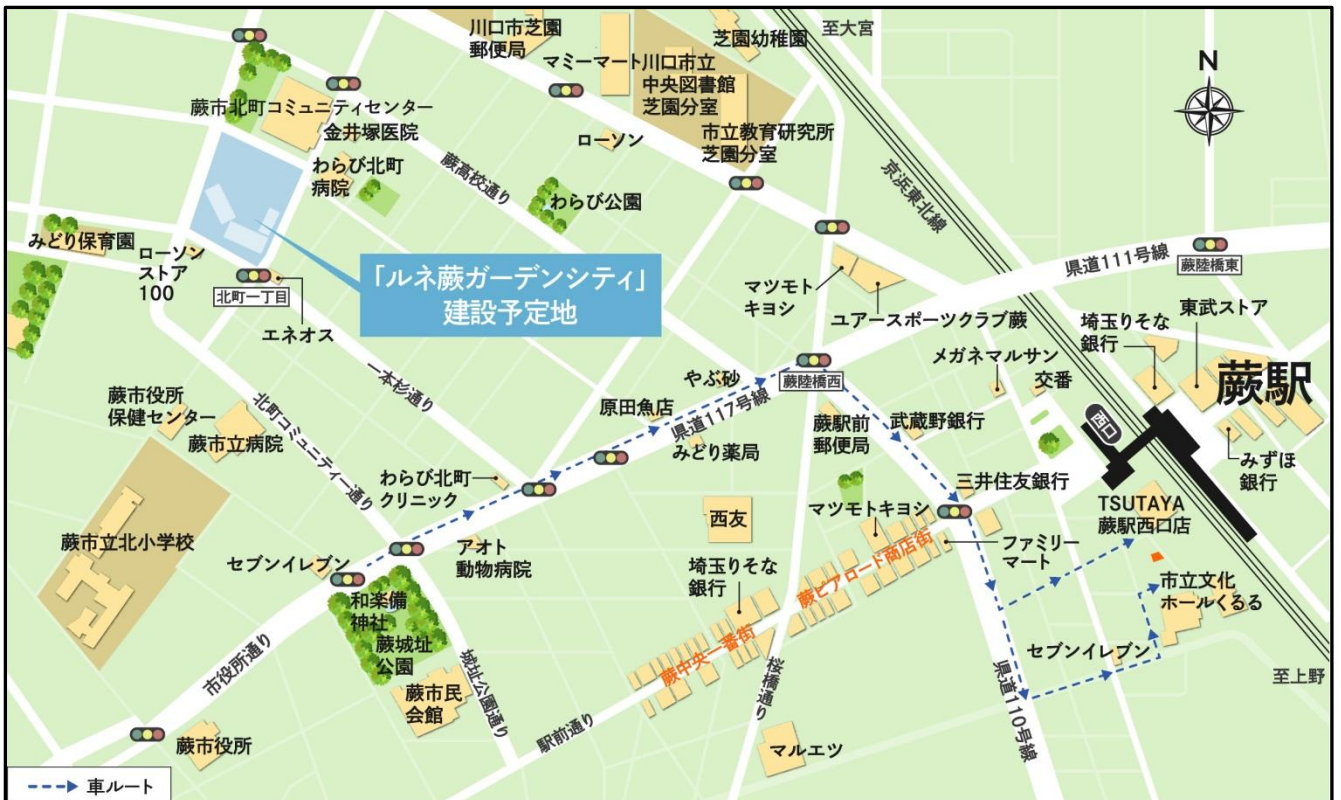 川口市芝園
郵便局
芝園幼稚園
至大宮
マミーマート
川口市立
中央図書館
芝園分室
N
蕨市北町コミュニティセンター
金井塚医院
ローソン
市立教育研究所
芝園分室
わらび北町
病院
蕨高校通り
わらび公園
京浜東北線
みどり保育園
ローソン
ストア
100
北町一丁目
エネオス
「ルネ蕨ガーデンシティ」
建設予定地
マツモト
キヨシ
ユアースポーツクラブ蕨
県道111号線
蕨陸橋東
埼玉りそな
銀行
東武ストア
蕨駅
メガネマルサン
交番
西口
みずほ
銀行
一本杉通り
やぶ砂
蕨陸橋西
原田魚店
県道117号線
みどり薬局
蕨駅前
郵便局
武蔵野銀行
蕨市役所
保健センター
蕨市立病院
北町コミュニティー通り
わらび北町
クリニック
三井住友銀行
TSUTAYA
蕨駅西口店
西友
マツモトキヨシ
ファミリー
マート
蕨市立北小学校
セブンイレブン
アオト
動物病院
埼玉りそな
銀行
蕨ピアロード商店街
市立文化
ホールくるる
和楽備
神社
蕨城址
公園
蕨中央一番街
セブンイレブン
至上野
市役所通り
城址公園通り
桜橋通り
県道110号線
蕨市民
会館
駅前通り
マルエツ
蕨市役所
車ルート